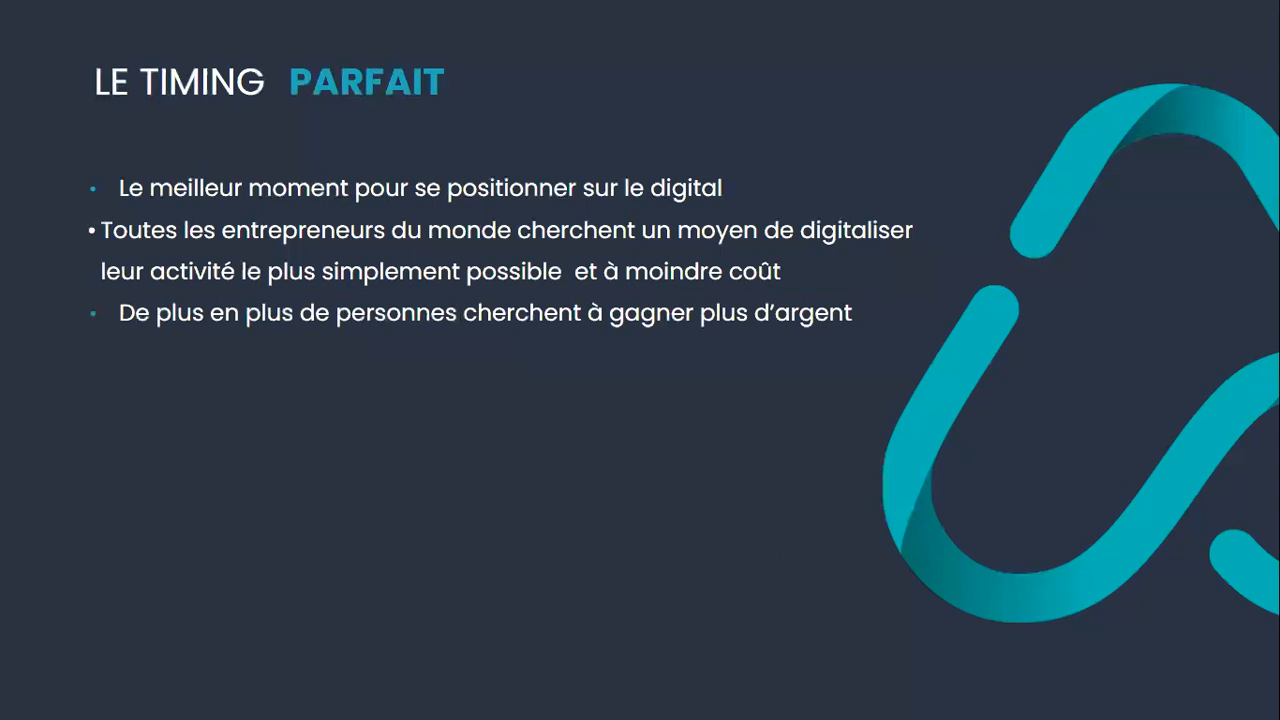 LE TIMING PARFAIT
• Le meilleur moment pour se positionner sur le digital
• Toutes les entrepreneurs du monde cherchent un moyen de digitaliser
leur activité le plus simplement possible et à moindre coût
• De plus en plus de personnes cherchent à gagner plus d’argent